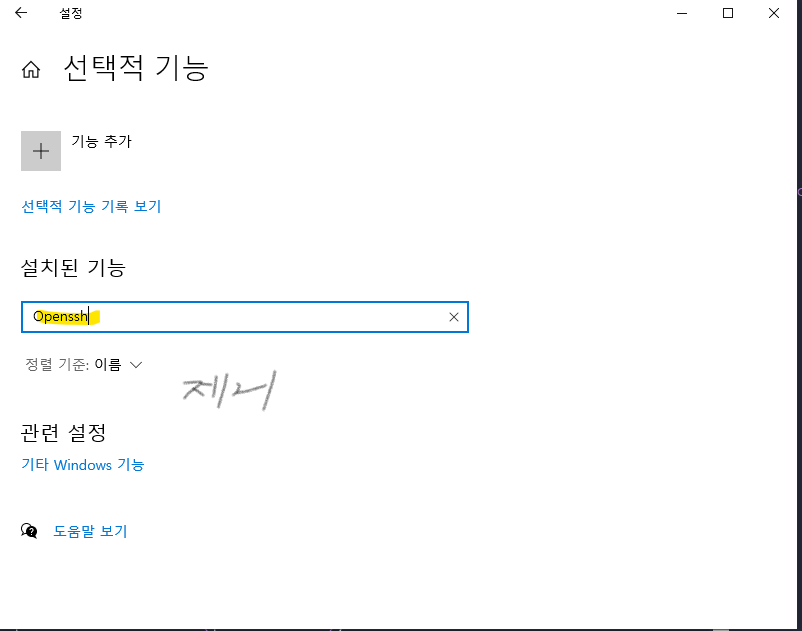 설정
선택적 기능
기능 추가
선택적 기능 기록 보기
설치된 기능
Openssh
정렬 기준: 이름
관련 설정
기타 Windows 기능
도움말 보기